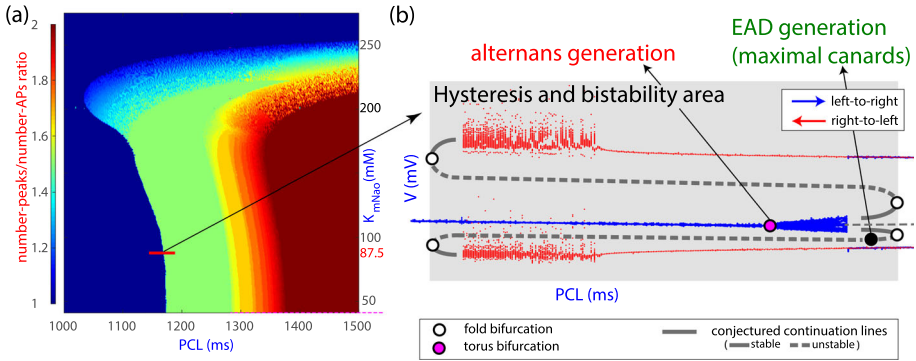 (a)
number-peaks/number-APs ratio
2
1.8
1.6
1.4
1.2
1
250
200
100
87.5
50
K mNao (mM)
1000
1100
1200
1300
1400
1500
PCL (ms)
(b)
alternans generation
EAD generation
(maximal canards)
Hysteresis and bistability area
left-to-right
right-to-left
V (mV)
PCL (ms)
fold bifurcation
torus bifurcation
conjectured continuation lines
( stable unstable )